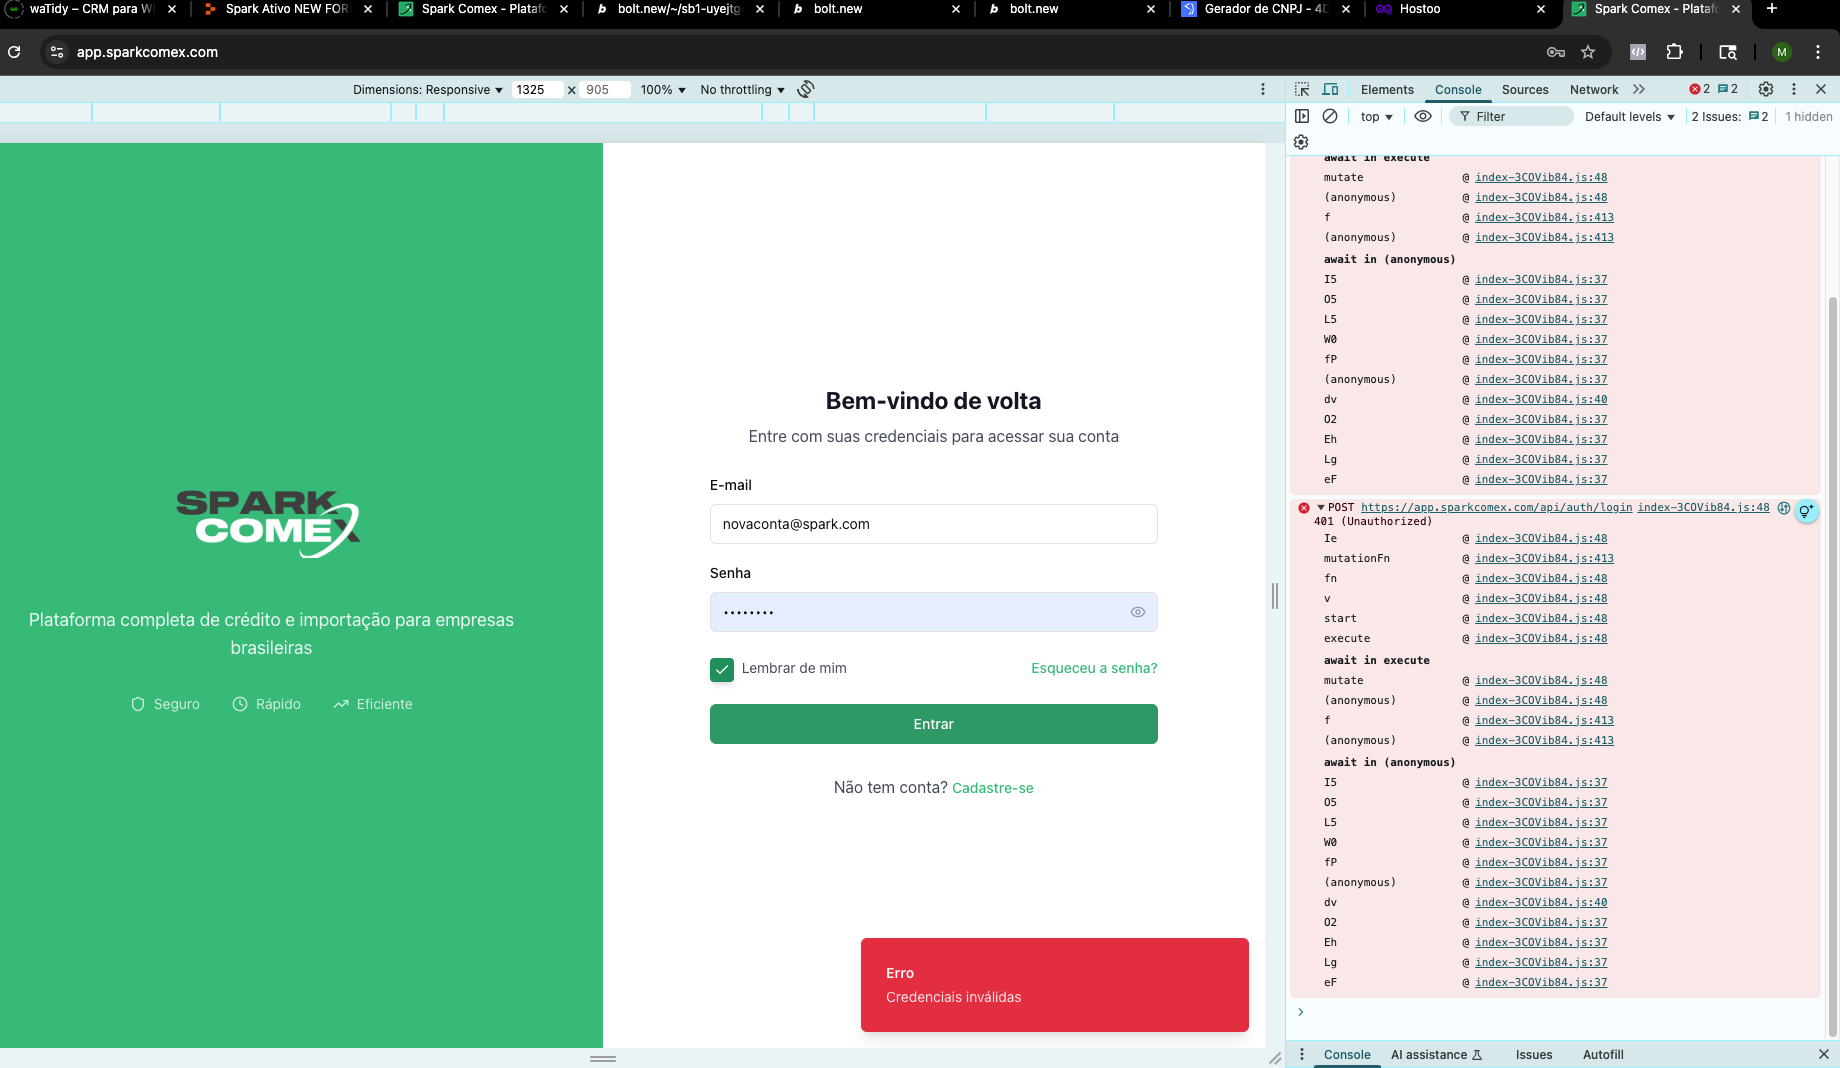 waTidy – CRM para W
Spark Ativo NEW FOR
Spark Comex - Platafo
bolt.new/~/sb1-uyejtg
bolt.new
bolt.new
Gerador de CNPJ - 4D
Hostoo
Spark Comex - Plataf
app.sparkcomex.com
M
Dimensions: Responsive ▼ 1325 × 905 100% ▼ No throttling ▼
Elements Console Sources Network 2 2
top ▼ Filter Default levels ▼ 2 Issues: 2 1 hidden
SPARK
COMEX
Plataforma completa de crédito e importação para empresas
brasileiras
Seguro Rápido Eficiente
Bem-vindo de volta
Entre com suas credenciais para acessar sua conta
E-mail
novaconta@spark.com
Senha
••••••••
Lembrar de mim Esqueceu a senha?
Entrar
Não tem conta? Cadastre-se
Erro
Credenciais inválidas
await in execute
mutate @ index-3COVib84.js:48
(anonymous) @ index-3COVib84.js:48
f @ index-3COVib84.js:413
(anonymous) @ index-3COVib84.js:413
await in (anonymous)
I5 @ index-3COVib84.js:37
O5 @ index-3COVib84.js:37
L5 @ index-3COVib84.js:37
W0 @ index-3COVib84.js:37
fP @ index-3COVib84.js:37
(anonymous) @ index-3COVib84.js:37
dv @ index-3COVib84.js:40
O2 @ index-3COVib84.js:37
Eh @ index-3COVib84.js:37
Lg @ index-3COVib84.js:37
eF @ index-3COVib84.js:37
▼POST https://app.sparkcomex.com/api/auth/login index-3COVib84.js:48
401 (Unauthorized)
Ie @ index-3COVib84.js:48
mutationFn @ index-3COVib84.js:413
fn @ index-3COVib84.js:48
v @ index-3COVib84.js:48
start @ index-3COVib84.js:48
execute @ index-3COVib84.js:48
await in execute
mutate @ index-3COVib84.js:48
(anonymous) @ index-3COVib84.js:48
f @ index-3COVib84.js:413
(anonymous) @ index-3COVib84.js:413
await in (anonymous)
I5 @ index-3COVib84.js:37
O5 @ index-3COVib84.js:37
L5 @ index-3COVib84.js:37
W0 @ index-3COVib84.js:37
fP @ index-3COVib84.js:37
(anonymous) @ index-3COVib84.js:37
dv @ index-3COVib84.js:40
O2 @ index-3COVib84.js:37
Eh @ index-3COVib84.js:37
Lg @ index-3COVib84.js:37
eF @ index-3COVib84.js:37
Console AI assistance Issues Autofill